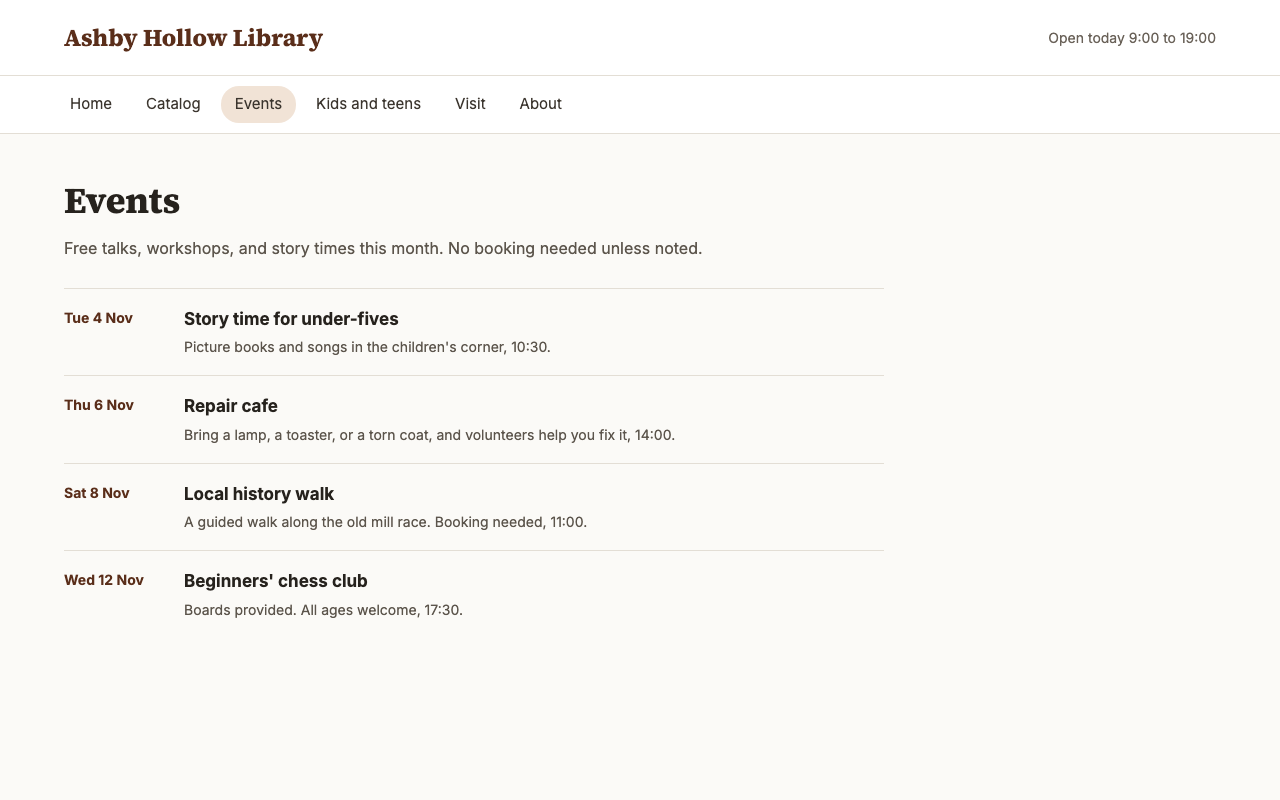 Ashby Hollow Library
Open today 9:00 to 19:00
Home
Catalog
Events
Kids and teens
Visit
About
Events
Free talks, workshops, and story times this month. No booking needed unless noted.
Tue 4 Nov
Story time for under-fives
Picture books and songs in the children's corner, 10:30.
Thu 6 Nov
Repair cafe
Bring a lamp, a toaster, or a torn coat, and volunteers help you fix it, 14:00.
Sat 8 Nov
Local history walk
A guided walk along the old mill race. Booking needed, 11:00.
Wed 12 Nov
Beginners' chess club
Boards provided. All ages welcome, 17:30.